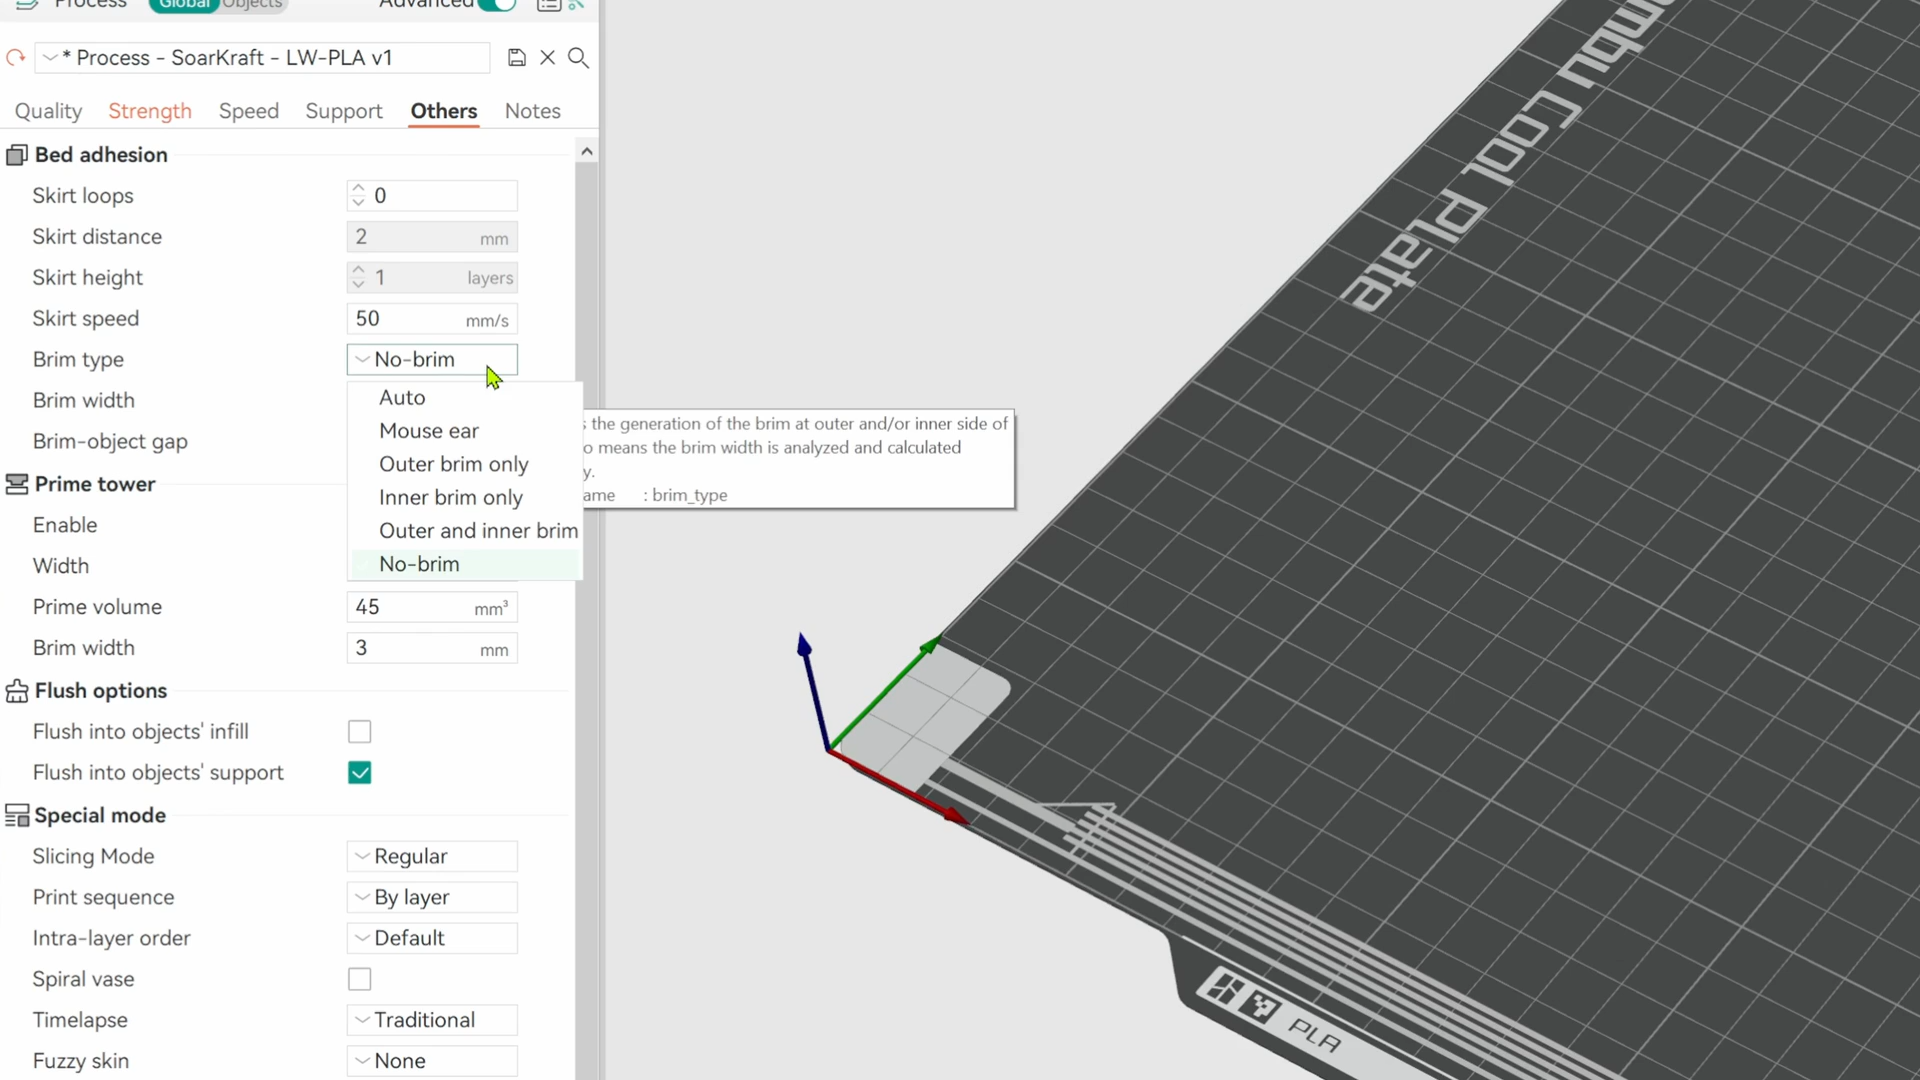 Process Global Objects Advanced
* Process - SoarKraft - LW-PLA v1
Quality Strength Speed Support Others Notes
Bed adhesion
Skirt loops 0
Skirt distance 2 mm
Skirt height 1 layers
Skirt speed 50 mm/s
Brim type No-brim
Brim width
Brim-object gap
Auto
Mouse ear
Outer brim only
Inner brim only
Outer and inner brim
No-brim
the generation of the brim at outer and/or inner side of
o means the brim width is analyzed and calculated
y.
ame : brim_type
Prime tower
Enable
Width
Prime volume 45 mm³
Brim width 3 mm
Flush options
Flush into objects' infill
Flush into objects' support
Special mode
Slicing Mode Regular
Print sequence By layer
Intra-layer order Default
Spiral vase
Timelapse Traditional
Fuzzy skin None
mbu Cool Plate
PLA